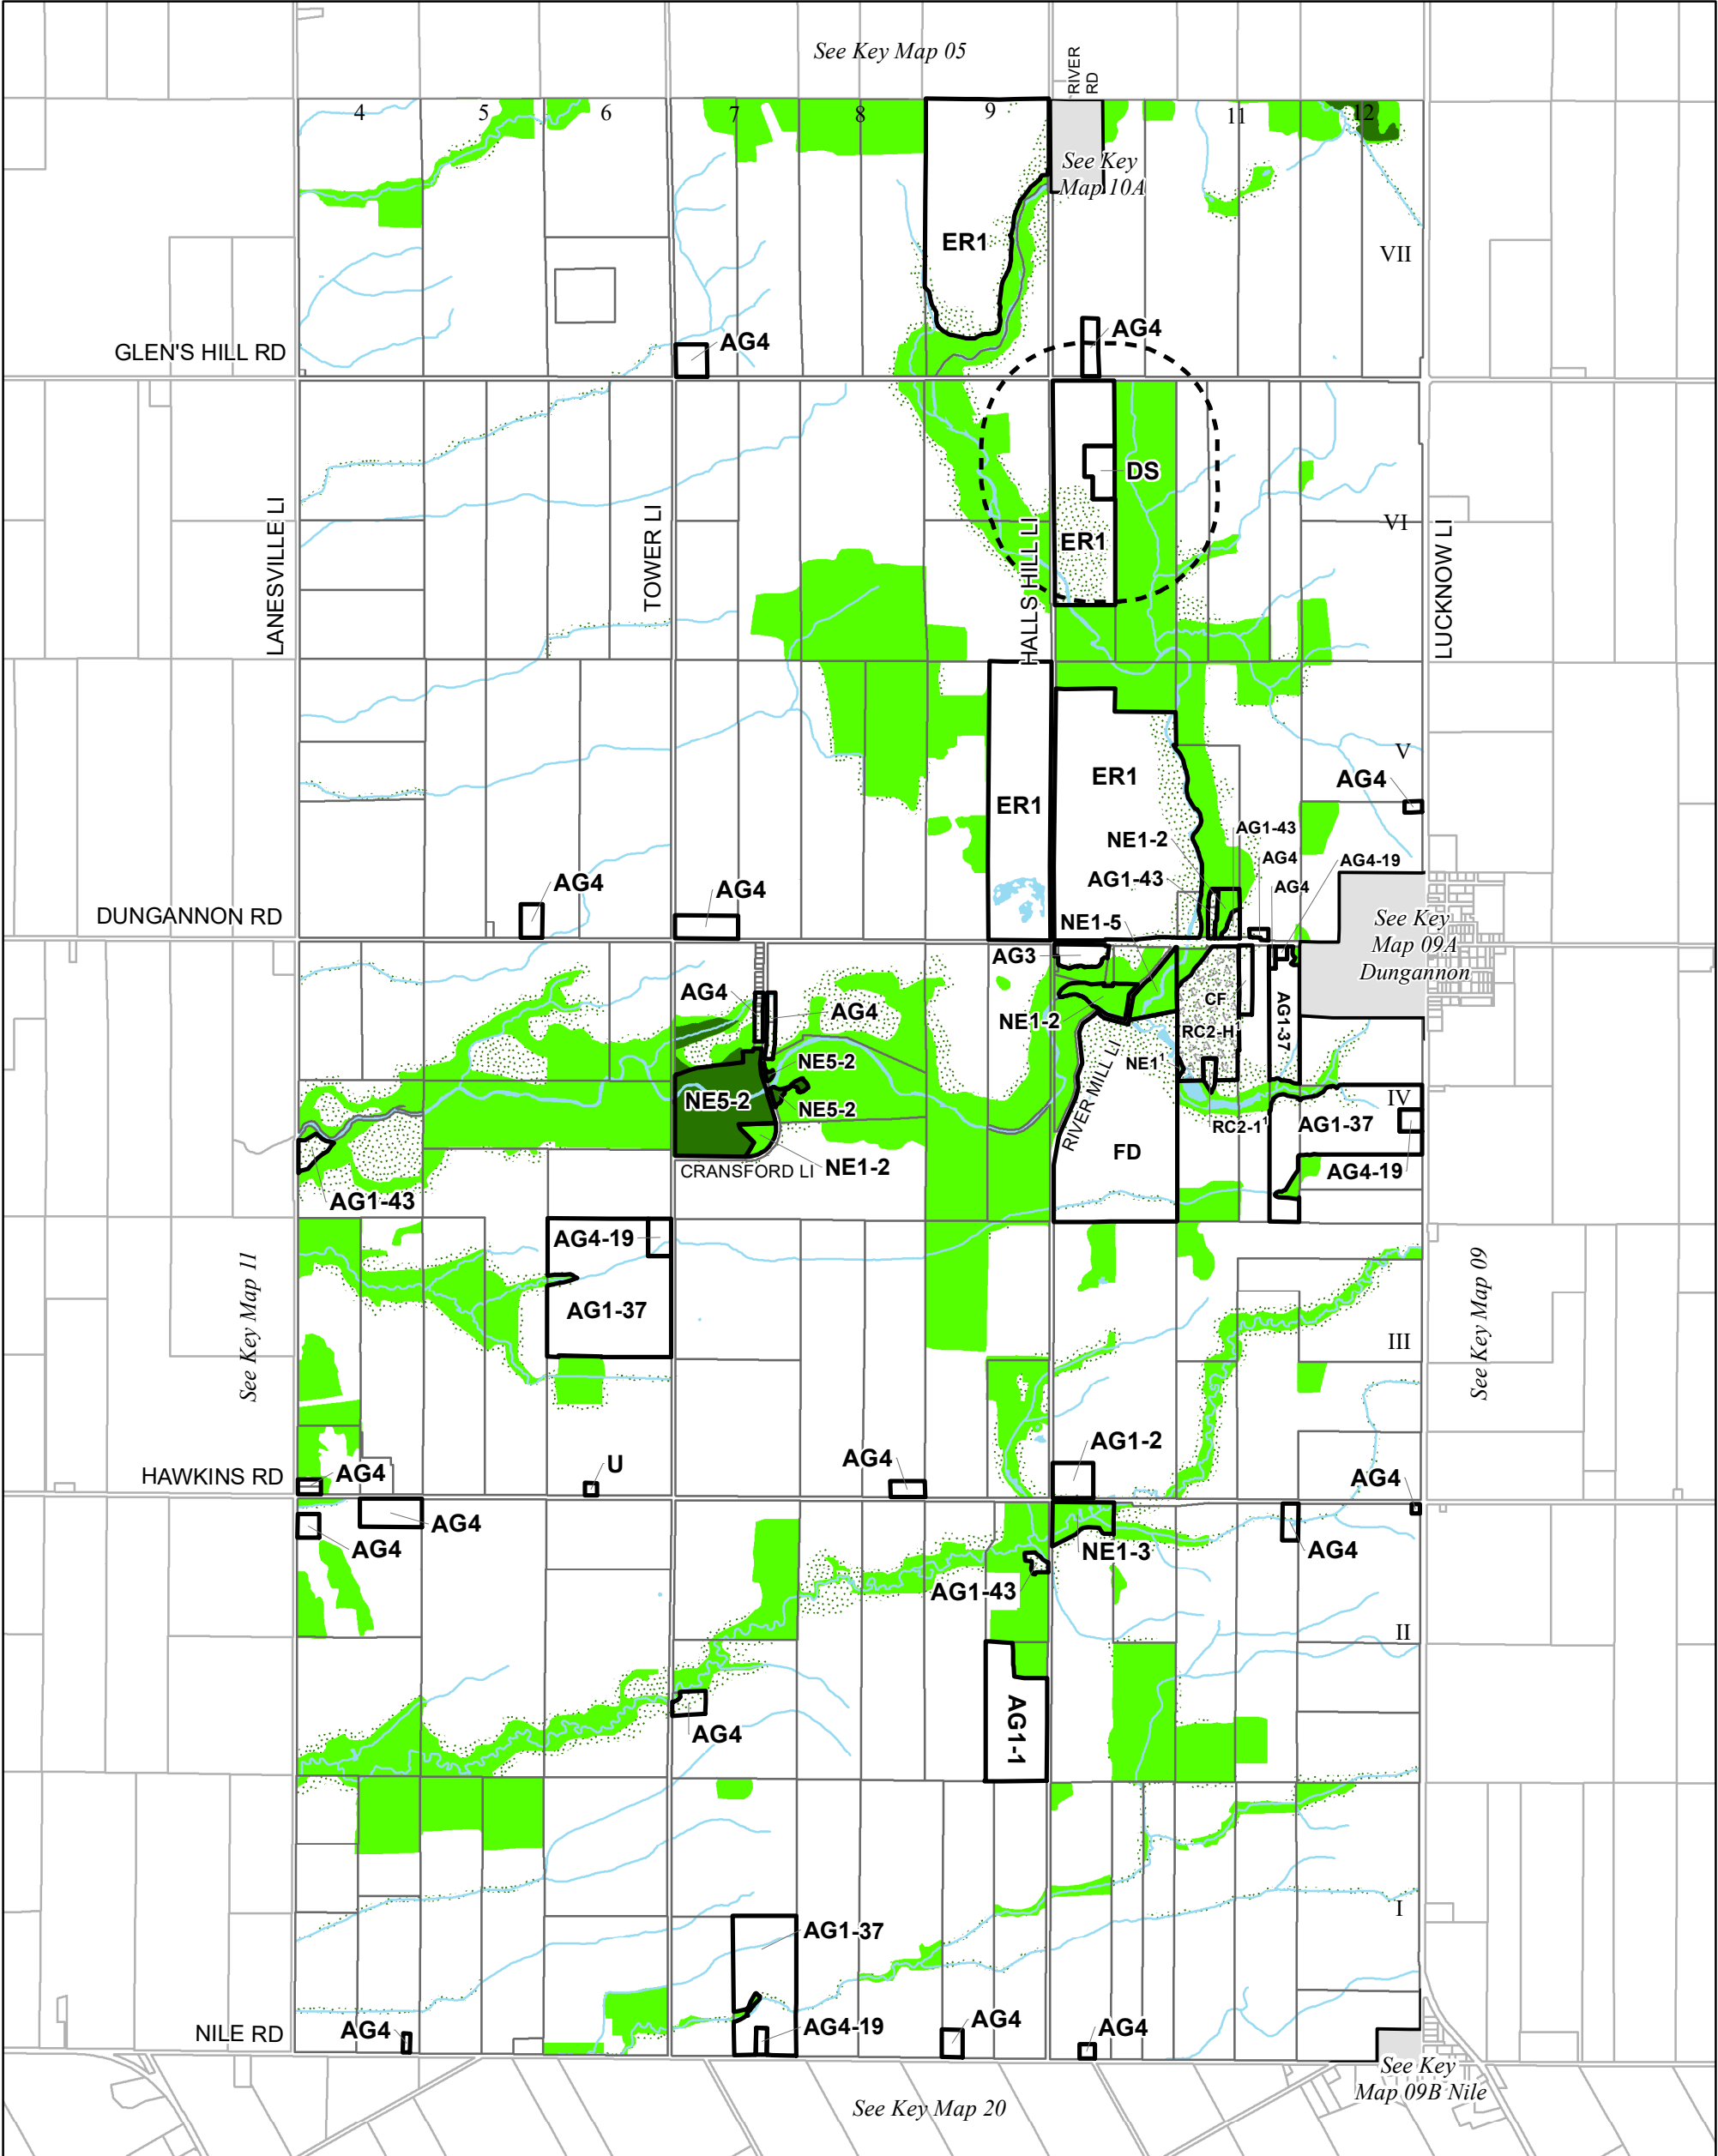 See Key Map 05
RIVER
RD
4
5
6
7
8
9
11
12
See Key
Map 10A
ER1
VII
AG4
GLEN'S HILL RD
AG4
DS
LANESVILLE LI
TOWER LI
HALLS HILL LI
LUCKNOW LI
VI
ER1
V
ER1
AG4
ER1
AG1-43
NE1-2
AG4
AG4-19
AG1-43
AG4
AG4
AG4
NE1-5
DUNGANNON RD
See Key
Map 09A
Dungannon
AG3
AG4
AG4
CF
NE1-2
AG1-37
RC2-H
NE5-2
NE1¹
NE5-2
NE5-2
RIVER MILL LI
IV
RC2-1¹
AG1-37
FD
NE1-2
CRANSFORD LI
AG4-19
AG1-43
AG4-19
See Key Map 11
See Key Map 09
AG1-37
III
AG1-2
AG4
U
AG4
HAWKINS RD
AG4
AG4
AG4
AG4
NE1-3
AG1-43
II
AG1-1
AG4
I
AG1-37
AG4
AG4-19
AG4
AG4
NILE RD
See Key
Map 09B Nile
See Key Map 20